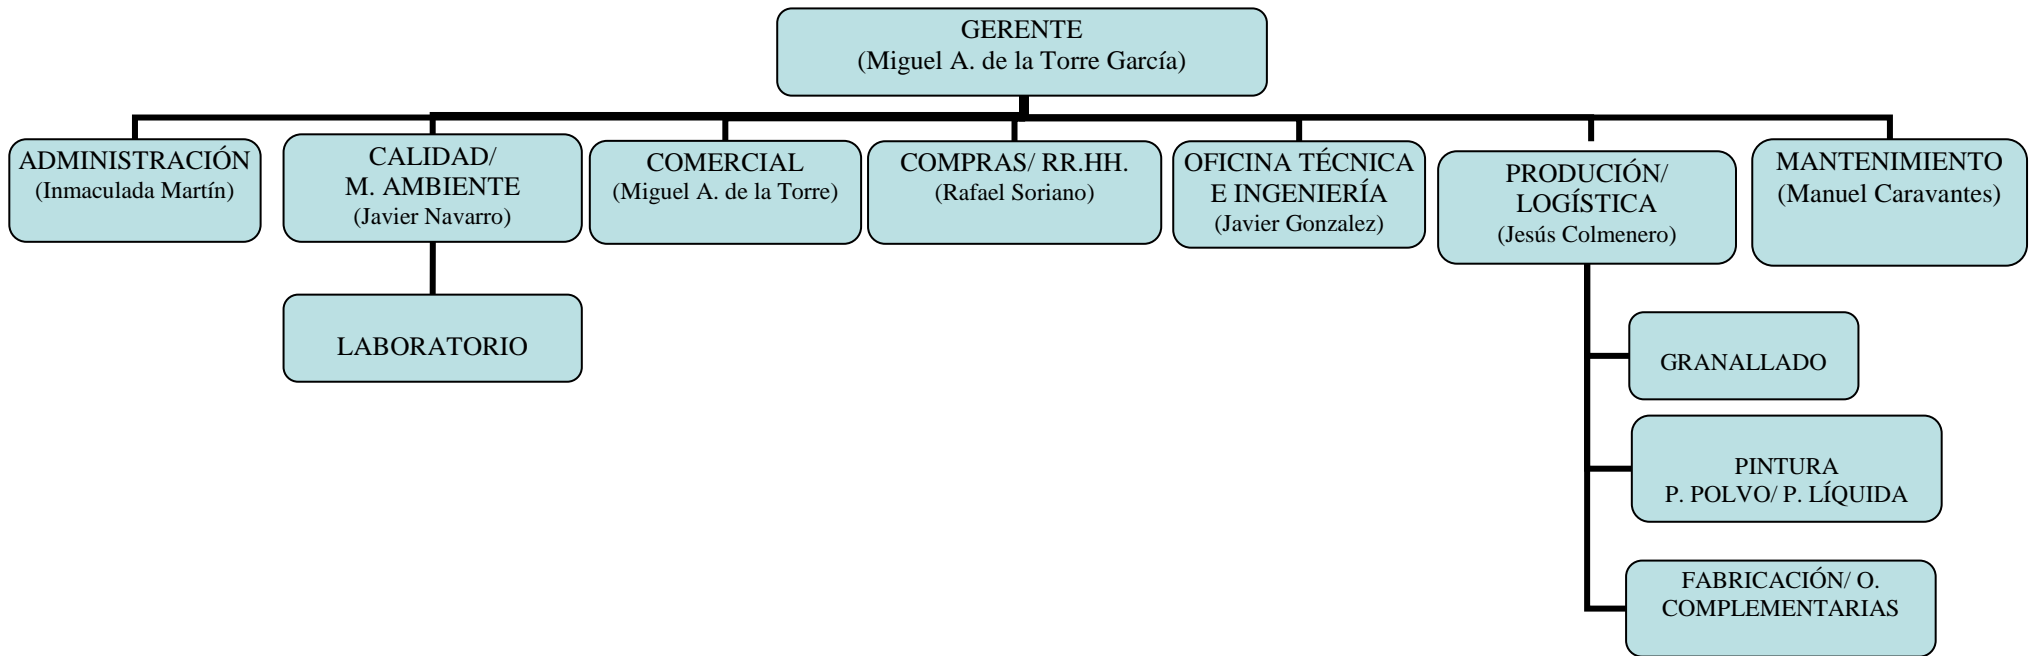 GERENTE
(Miguel A. de la Torre García)
ADMINISTRACIÓN
(Inmaculada Martín)
CALIDAD/
M. AMBIENTE
(Javier Navarro)
COMERCIAL
(Miguel A. de la Torre)
COMPRAS/ RR.HH.
(Rafael Soriano)
OFICINA TÉCNICA
E INGENIERÍA
(Javier Gonzalez)
PRODUCIÓN/
LOGÍSTICA
(Jesús Colmenero)
MANTENIMIENTO
(Manuel Caravantes)
LABORATORIO
GRANALLADO
PINTURA
P. POLVO/ P. LÍQUIDA
FABRICACIÓN/ O.
COMPLEMENTARIAS